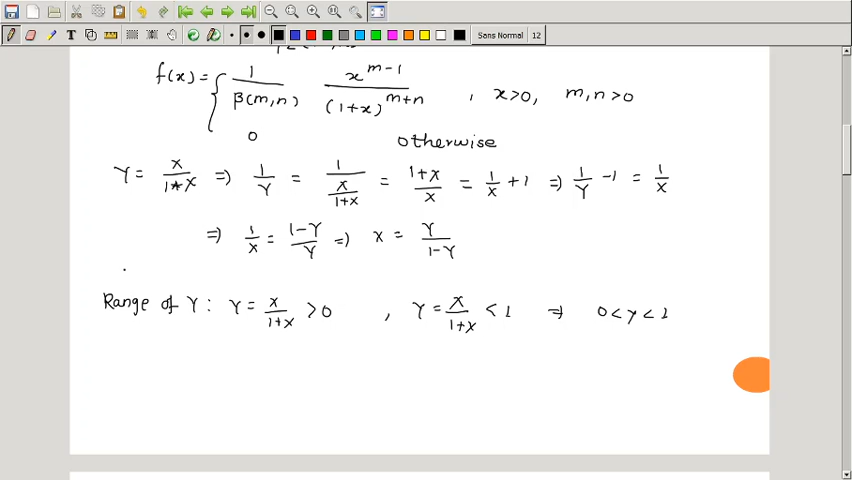 Sans Normal 12
f(x) = { 1/β(m,n) x^(m-1)/(1+x)^(m+n) , x>0, m,n>0
0 otherwise
Y = X/(1+X) ⇒ 1/Y = 1/(X/(1+X)) = (1+X)/X = 1/X + 1 ⇒ 1/Y - 1 = 1/X
⇒ 1/X = (1-Y)/Y ⇒ X = Y/(1-Y)
Range of Y : Y = X/(1+X) > 0 , Y = X/(1+X) < 1 ⇒ 0 < y < 1